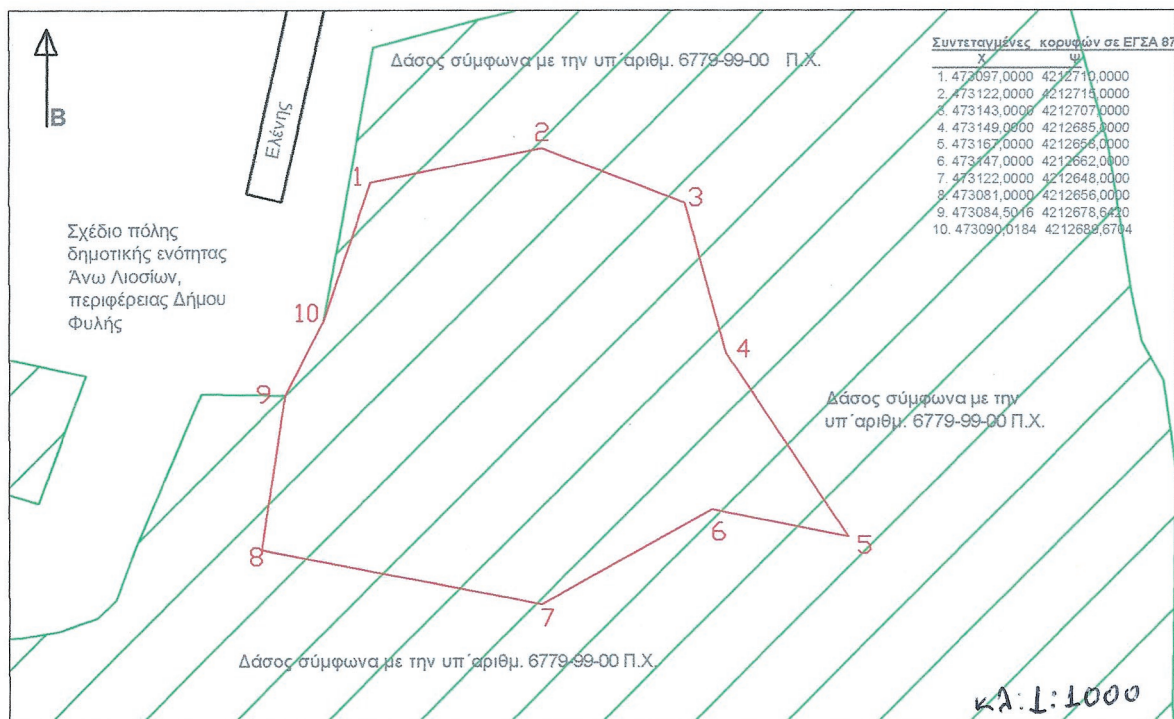 Δάσος σύμφωνα με την υπ΄άριθμ. 6779-99-00 Π.Χ.
Συντεταγμένες κορυφών σε ΕΓΣΑ 87
Χ Ψ
1. 473097,0000 4212710,0000
2. 473122,0000 4212715,0000
3. 473143,0000 4212707,0000
4. 473149,0000 4212685,0000
5. 473167,0000 4212658,0000
6. 473147,0000 4212662,0000
7. 473122,0000 4212648,0000
8. 473081,0000 4212656,0000
9. 473084,5016 4212678,6420
10. 473090,0184 4212689,6704
Β
Ελένης
2
1
3
Σχέδιο πόλης
δημοτικής ενότητας
Άνω Λιοσίων,
περιφέρειας Δήμου
Φυλής
10
4
9
Δάσος σύμφωνα με την
υπ΄αριθμ. 6779-99-00 Π.Χ.
6
5
8
7
Δάσος σύμφωνα με την υπ΄αριθμ. 6779-99-00 Π.Χ.
κλ: 1:1000